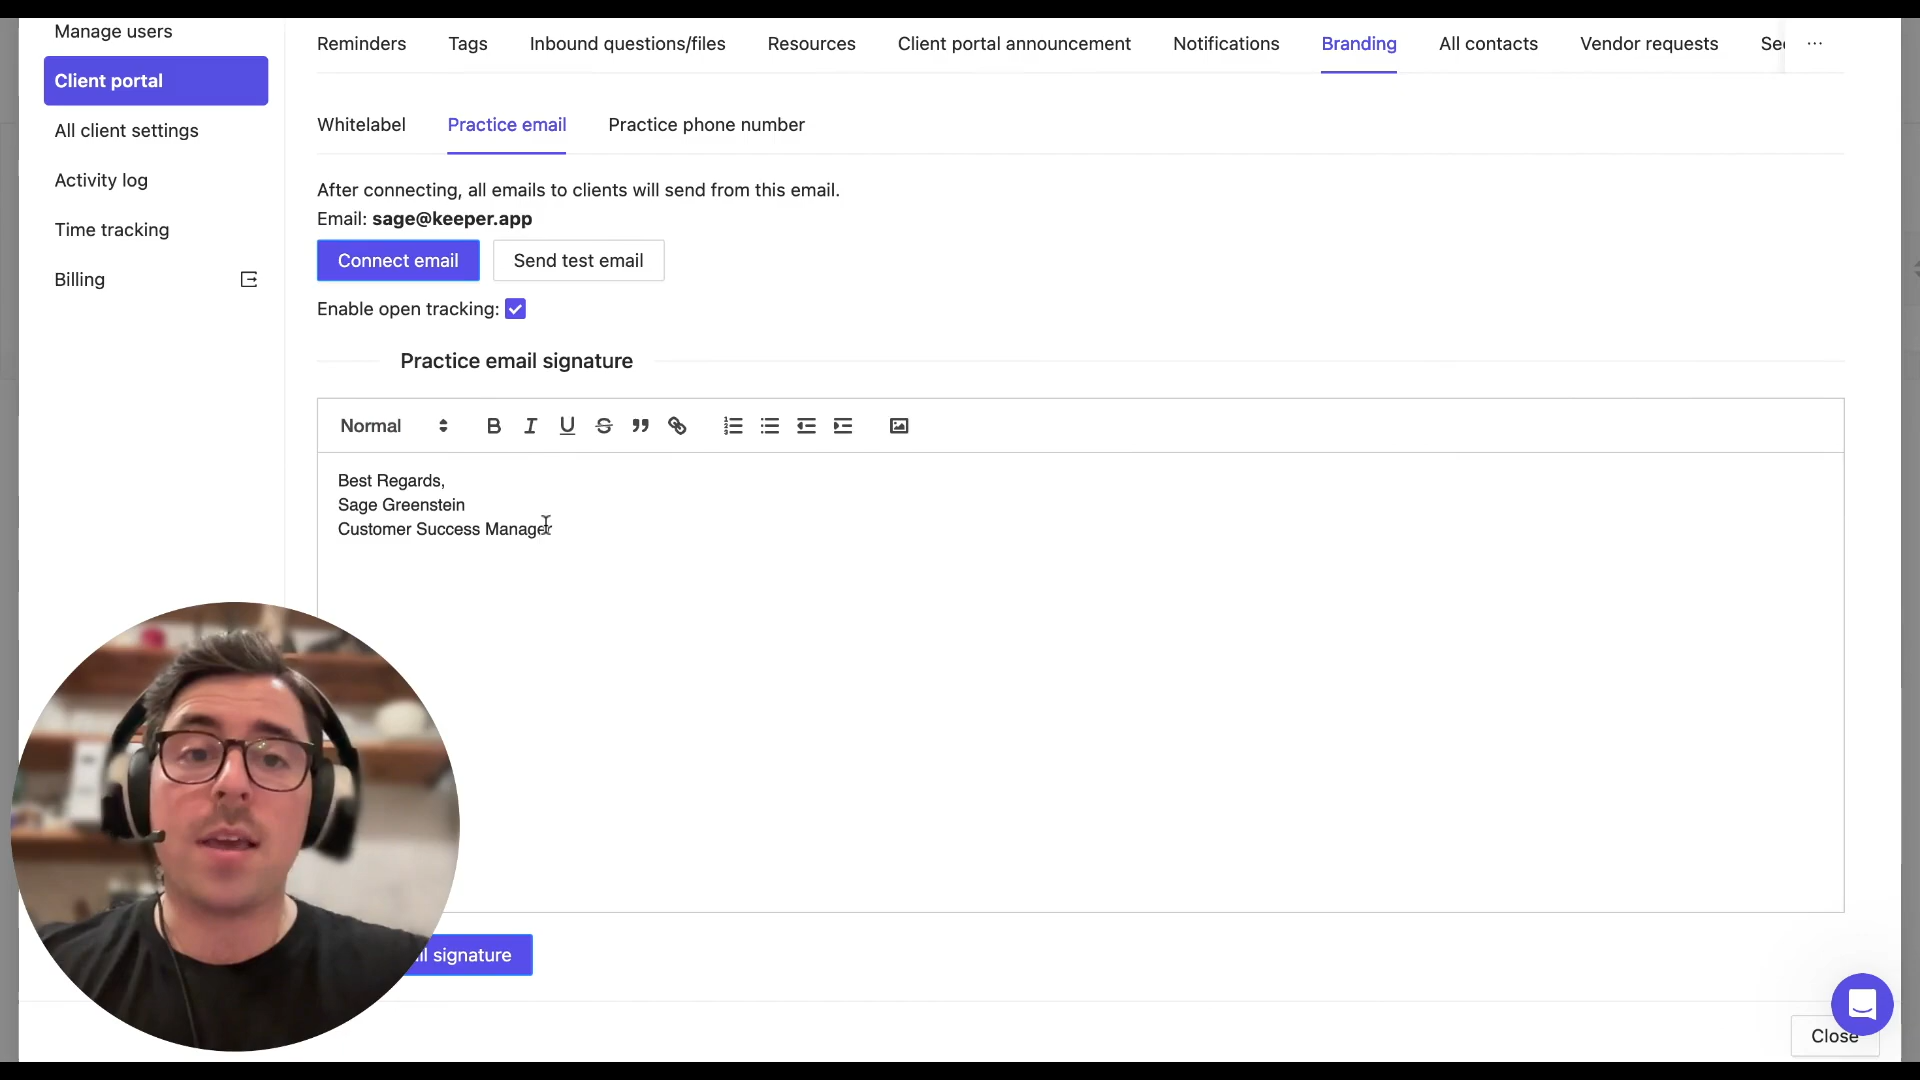 Manage users
Client portal
All client settings
Activity log
Time tracking
Billing
Reminders Tags Inbound questions/files Resources Client portal announcement Notifications Branding All contacts Vendor requests Sec ...
Whitelabel Practice email Practice phone number
After connecting, all emails to clients will send from this email.
Email: sage@keeper.app
Connect email Send test email
Enable open tracking:
Practice email signature
Normal B I U S
Best Regards,
Sage Greenstein
Customer Success Manager
signature
Close